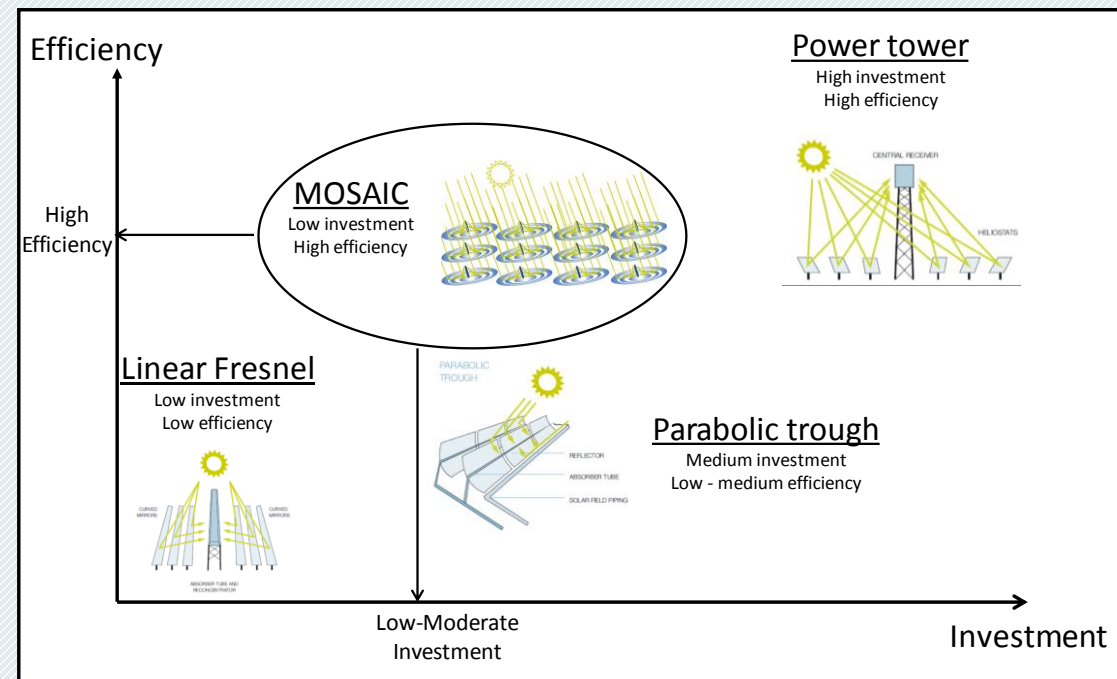 Efficiency
Power tower
High investment
High efficiency
CENTRAL RECEIVER
HELIOSTATS
MOSAIC
Low investment
High efficiency
High
Efficiency
Linear Fresnel
Low investment
Low efficiency
CURVED
MIRRORS
CURVED
MIRRORS
ABSORBER TUBE AND
RECONCENTRATOR
PARABOLIC
TROUGH
REFLECTOR
ABSORBER TUBE
SOLAR FIELD PIPING
Parabolic trough
Medium investment
Low - medium efficiency
Low-Moderate
Investment
Investment